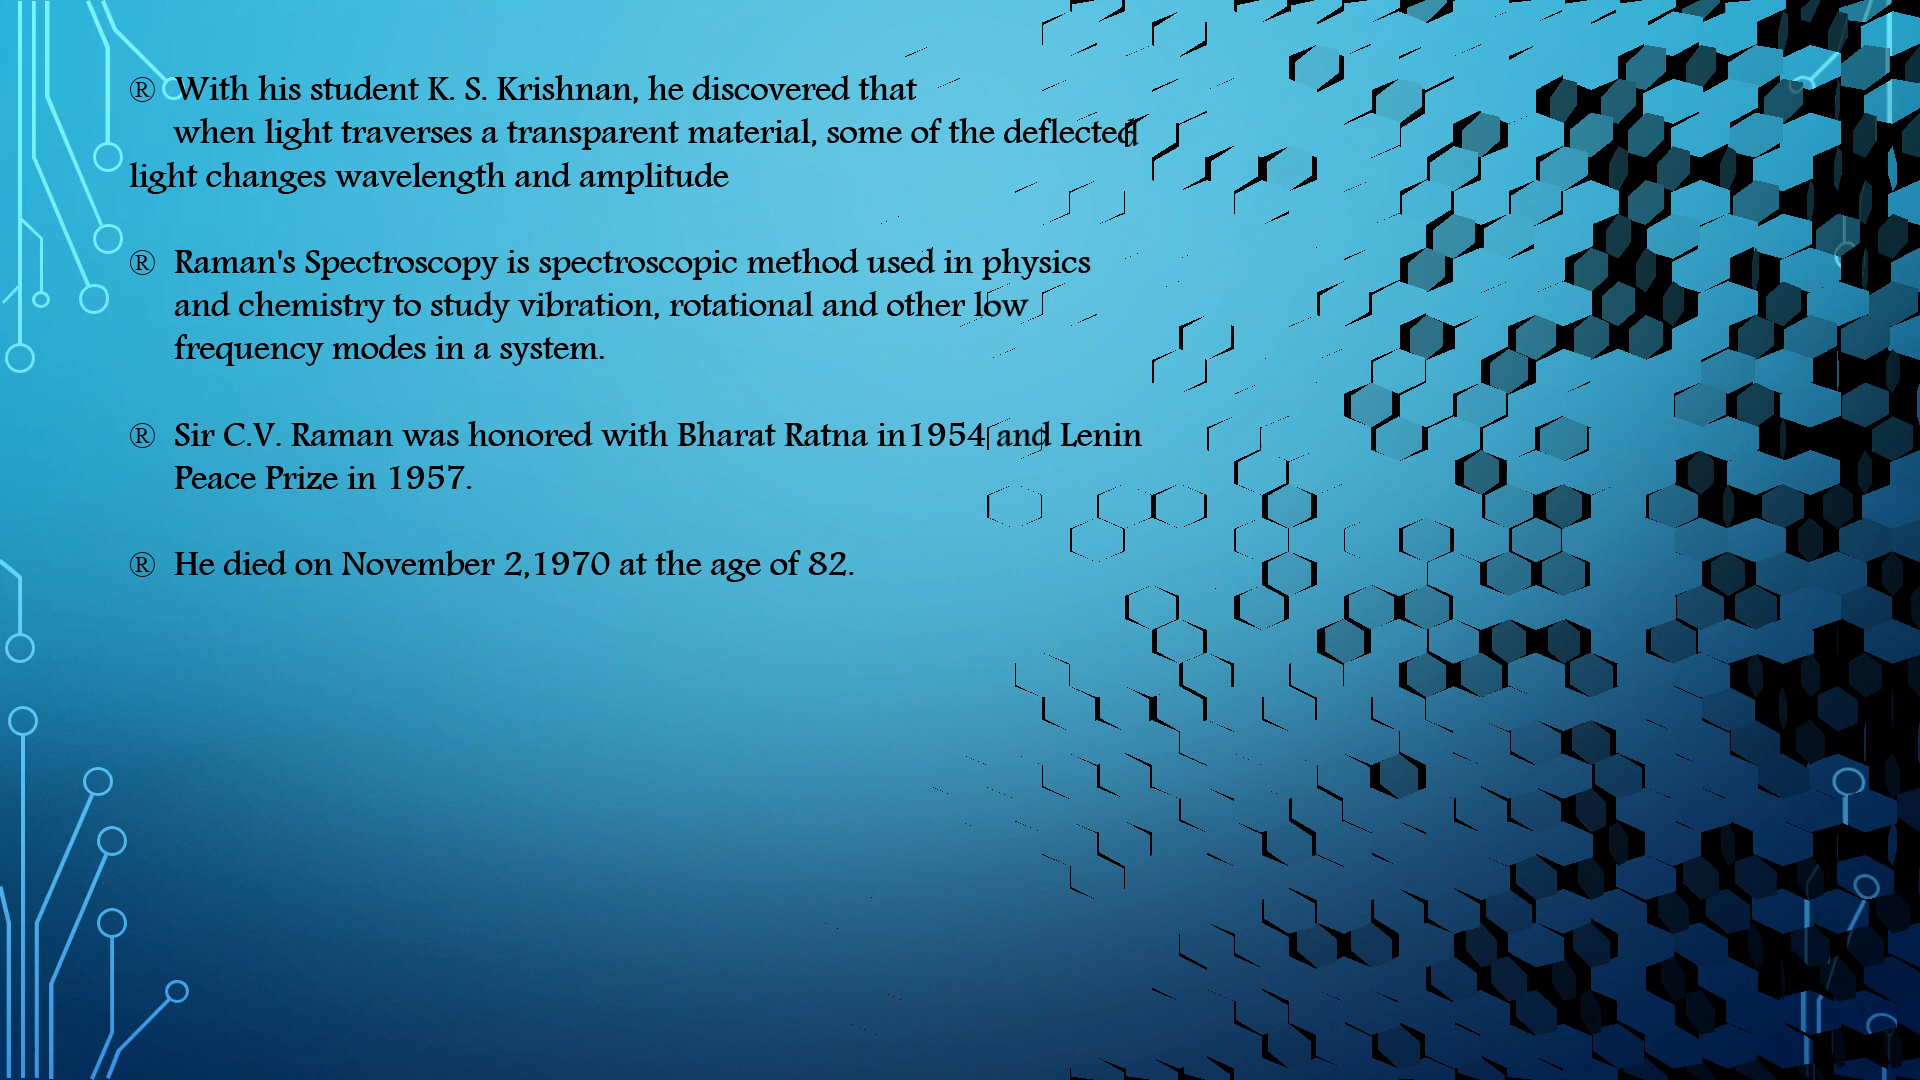 ® With his student K. S. Krishnan, he discovered that
when light traverses a transparent material, some of the deflected
light changes wavelength and amplitude
® Raman's Spectroscopy is spectroscopic method used in physics
and chemistry to study vibration, rotational and other low
frequency modes in a system.
® Sir C.V. Raman was honored with Bharat Ratna in1954 and Lenin
Peace Prize in 1957.
® He died on November 2,1970 at the age of 82.